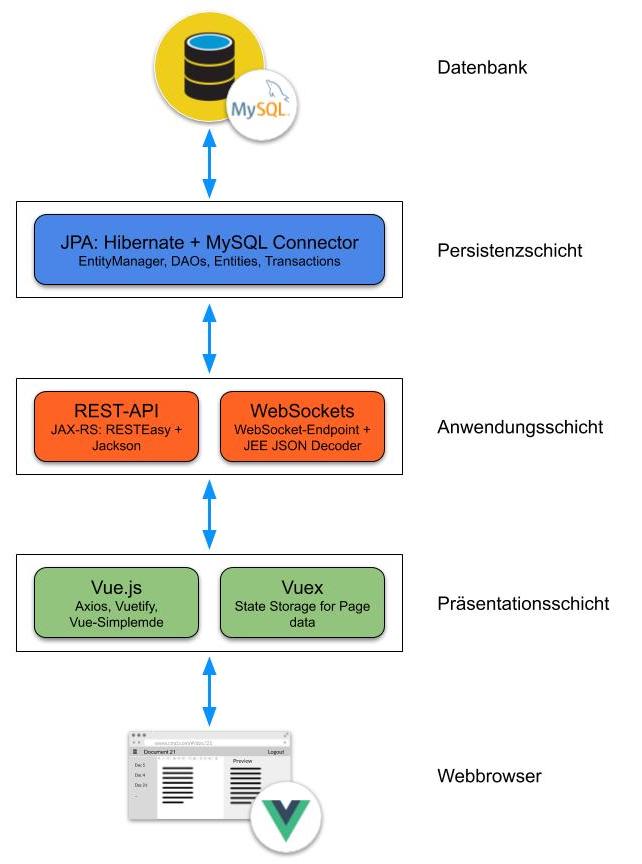 MySQL
Datenbank
JPA: Hibernate + MySQL Connector
EntityManager, DAOs, Entities, Transactions
Persistenzschicht
REST-API
JAX-RS: RESTEasy +
Jackson
WebSockets
WebSocket-Endpoint +
JEE JSON Decoder
Anwendungsschicht
Vue.js
Axios, Vuetify,
Vue-Simplemde
Vuex
State Storage for Page
data
Präsentationsschicht
Document 21
Logout
Preview
Doc 5
Doc 4
Doc 21
Webbrowser